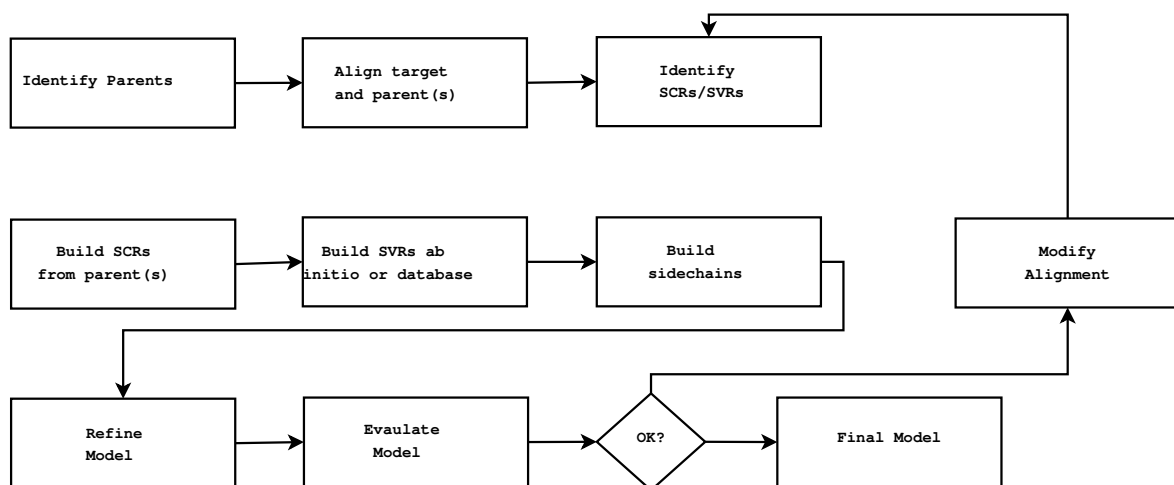 Identify Parents
Align target
and parent(s)
Identify
SCRs/SVRs
Build SCRs
from parent(s)
Build SVRs ab
initio or database
Build
sidechains
Modify
Alignment
Refine
Model
Evaulate
Model
OK?
Final Model